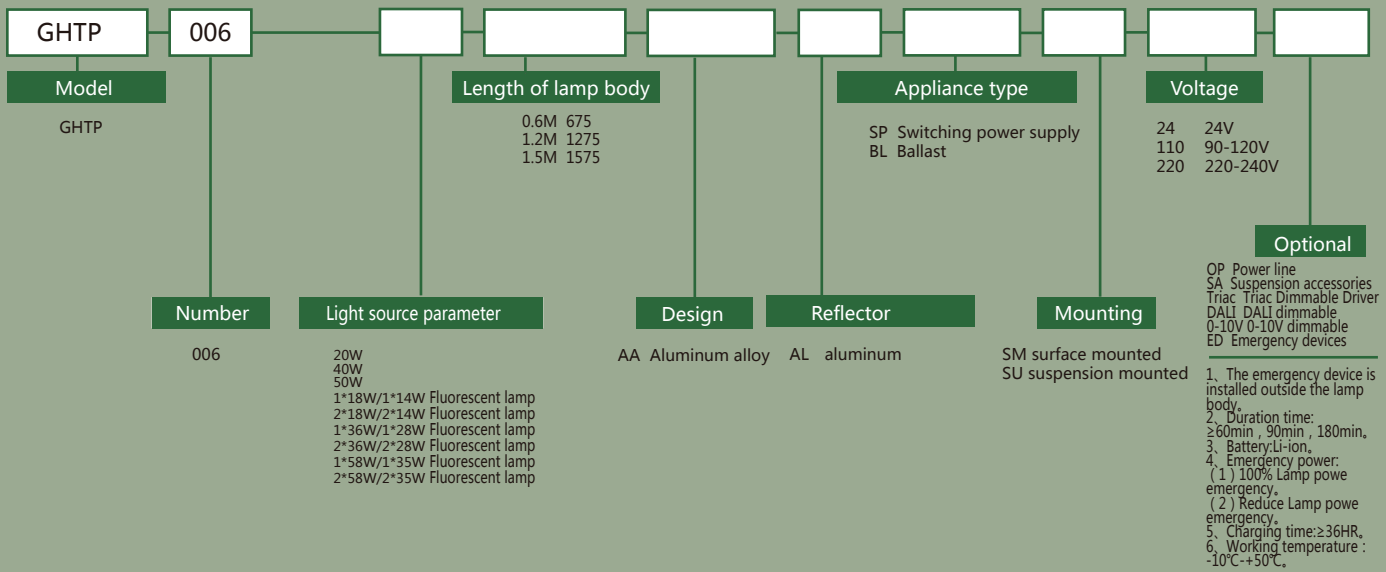 GHTP
006
Model
GHTP
Number
006
Light source parameter
20W
40W
50W
1*18W/1*14W Fluorescent lamp
2*18W/2*14W Fluorescent lamp
1*36W/1*28W Fluorescent lamp
2*36W/2*28W Fluorescent lamp
1*58W/1*35W Fluorescent lamp
2*58W/2*35W Fluorescent lamp
Length of lamp body
0.6M 675
1.2M 1275
1.5M 1575
Design
AA Aluminum alloy
Reflector
AL aluminum
Appliance type
SP Switching power supply
BL Ballast
Mounting
SM surface mounted
SU suspension mounted
Voltage
24 24V
110 90-120V
220 220-240V
Optional
OP Power line
SA Suspension accessories
Triac Triac Dimmable Driver
DALI DALI dimmable
0-10V 0-10V dimmable
ED Emergency devices
1、The emergency device is
installed outside the lamp
body。
2、Duration time:
≥60min，90min，180min。
3、Battery:Li-ion。
4、Emergency power:
（1）100% Lamp powe
emergency。
（2）Reduce Lamp powe
emergency。
5、Charging time:≥36HR。
6、Working temperature：
-10℃-+50℃。